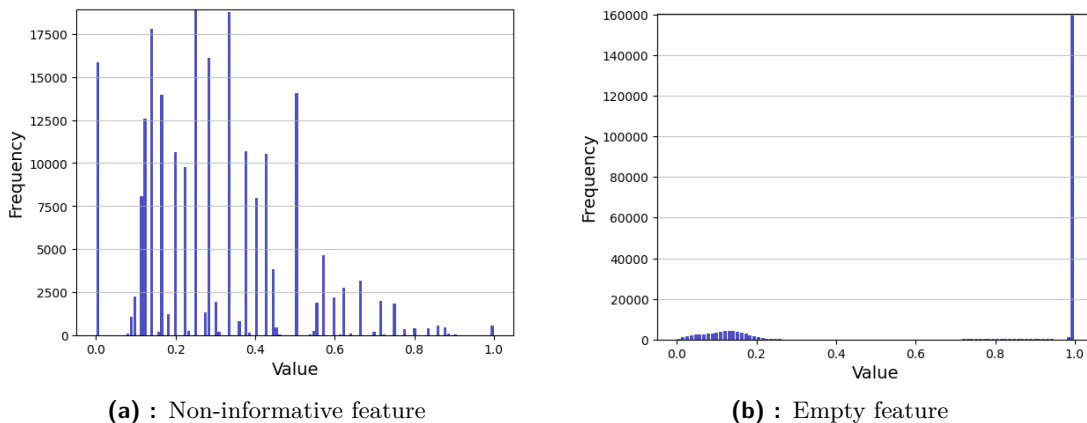 17500
15000
12500
10000
7500
5000
2500
0
Frequency
0.0 0.2 0.4 0.6 0.8 1.0
Value
(a) : Non-informative feature
160000
140000
120000
100000
80000
60000
40000
20000
0
Frequency
0.0 0.2 0.4 0.6 0.8 1.0
Value
(b) : Empty feature